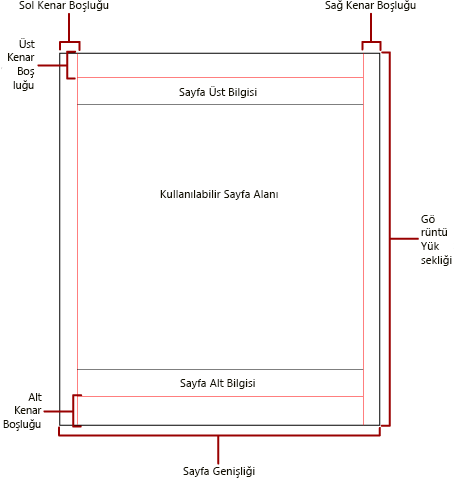 Sol Kenar Boşluğu
Sağ Kenar Boşluğu
Üst
Kenar
Boş
luğu
Sayfa Üst Bilgisi
Kullanılabilir Sayfa Alanı
Gö
rüntü
Yük
sekliği
Sayfa Alt Bilgisi
Alt
Kenar
Boşluğu
Sayfa Genişliği